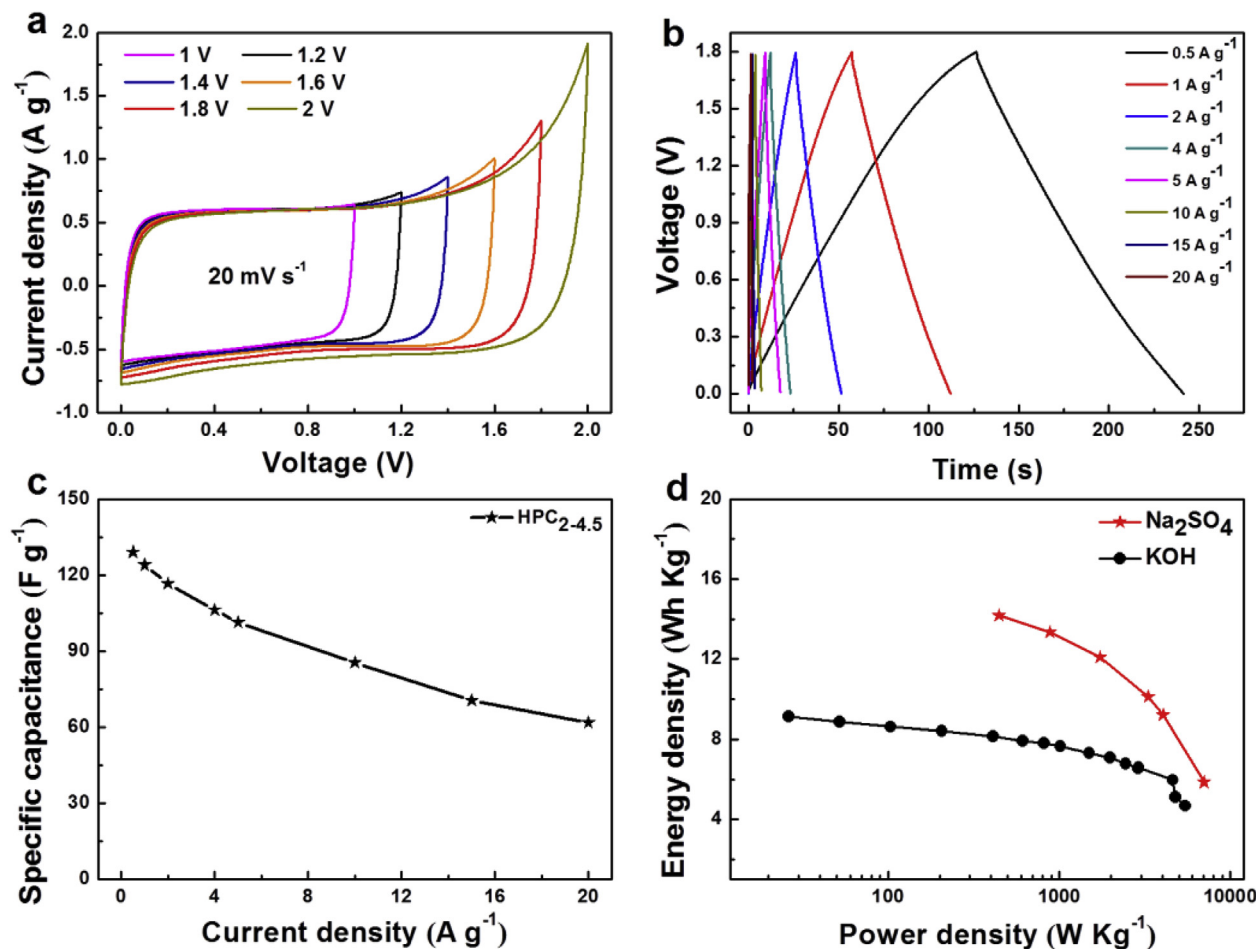 a
Current density (A g⁻¹)
2.0
1.5
1.0
0.5
0.0
-0.5
-1.0
1 V
1.2 V
1.4 V
1.6 V
1.8 V
2 V
20 mV s⁻¹
0.0 0.4 0.8 1.2 1.6 2.0
Voltage (V)
b
Voltage (V)
1.8
1.5
1.2
0.9
0.6
0.3
0.0
0.5 A g⁻¹
1 A g⁻¹
2 A g⁻¹
4 A g⁻¹
5 A g⁻¹
10 A g⁻¹
15 A g⁻¹
20 A g⁻¹
0 50 100 150 200 250
Time (s)
c
Specific capacitance (F g⁻¹)
150
120
90
60
30
0
HPC₂₋₄.₅
0 4 8 12 16 20
Current density (A g⁻¹)
d
Energy density (Wh Kg⁻¹)
20
16
12
8
4
Na₂SO₄
KOH
100 1000 10000
Power density (W Kg⁻¹)